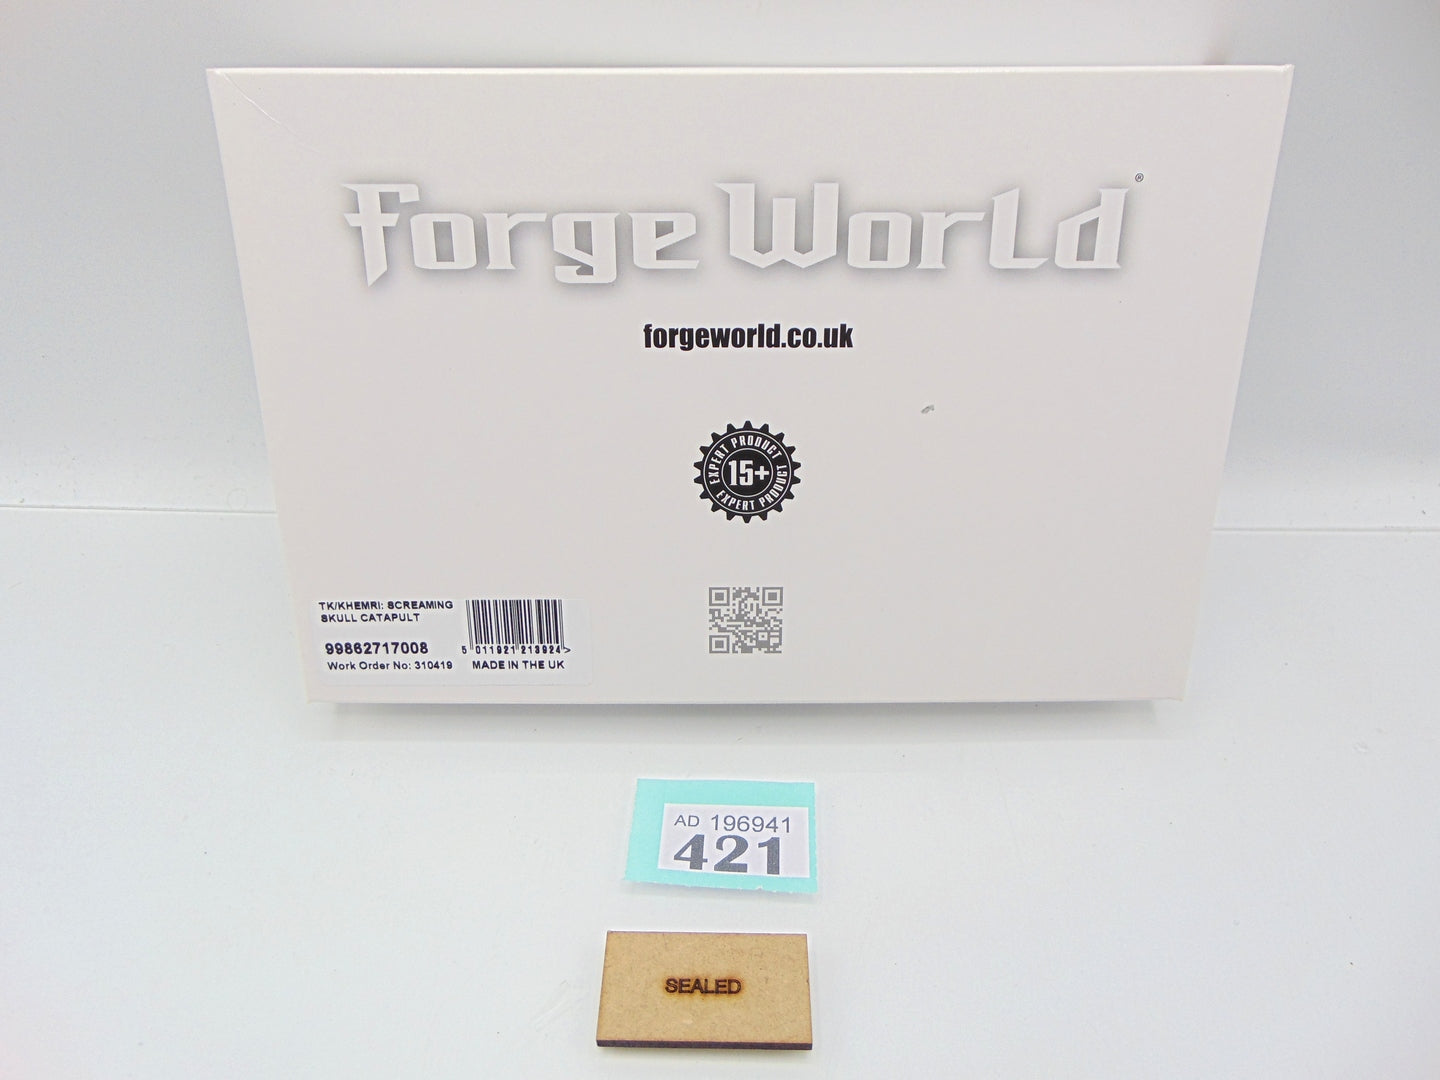 Forge World®
forgeworld.co.uk
EXPERT PRODUCT
15+
EXPERT PRODUCT
TK/KHEMRI: SCREAMING
SKULL CATAPULT
99862717008
5 011921 213924 >
Work Order No: 310419 MADE IN THE UK
AD 196941
421
SEALED